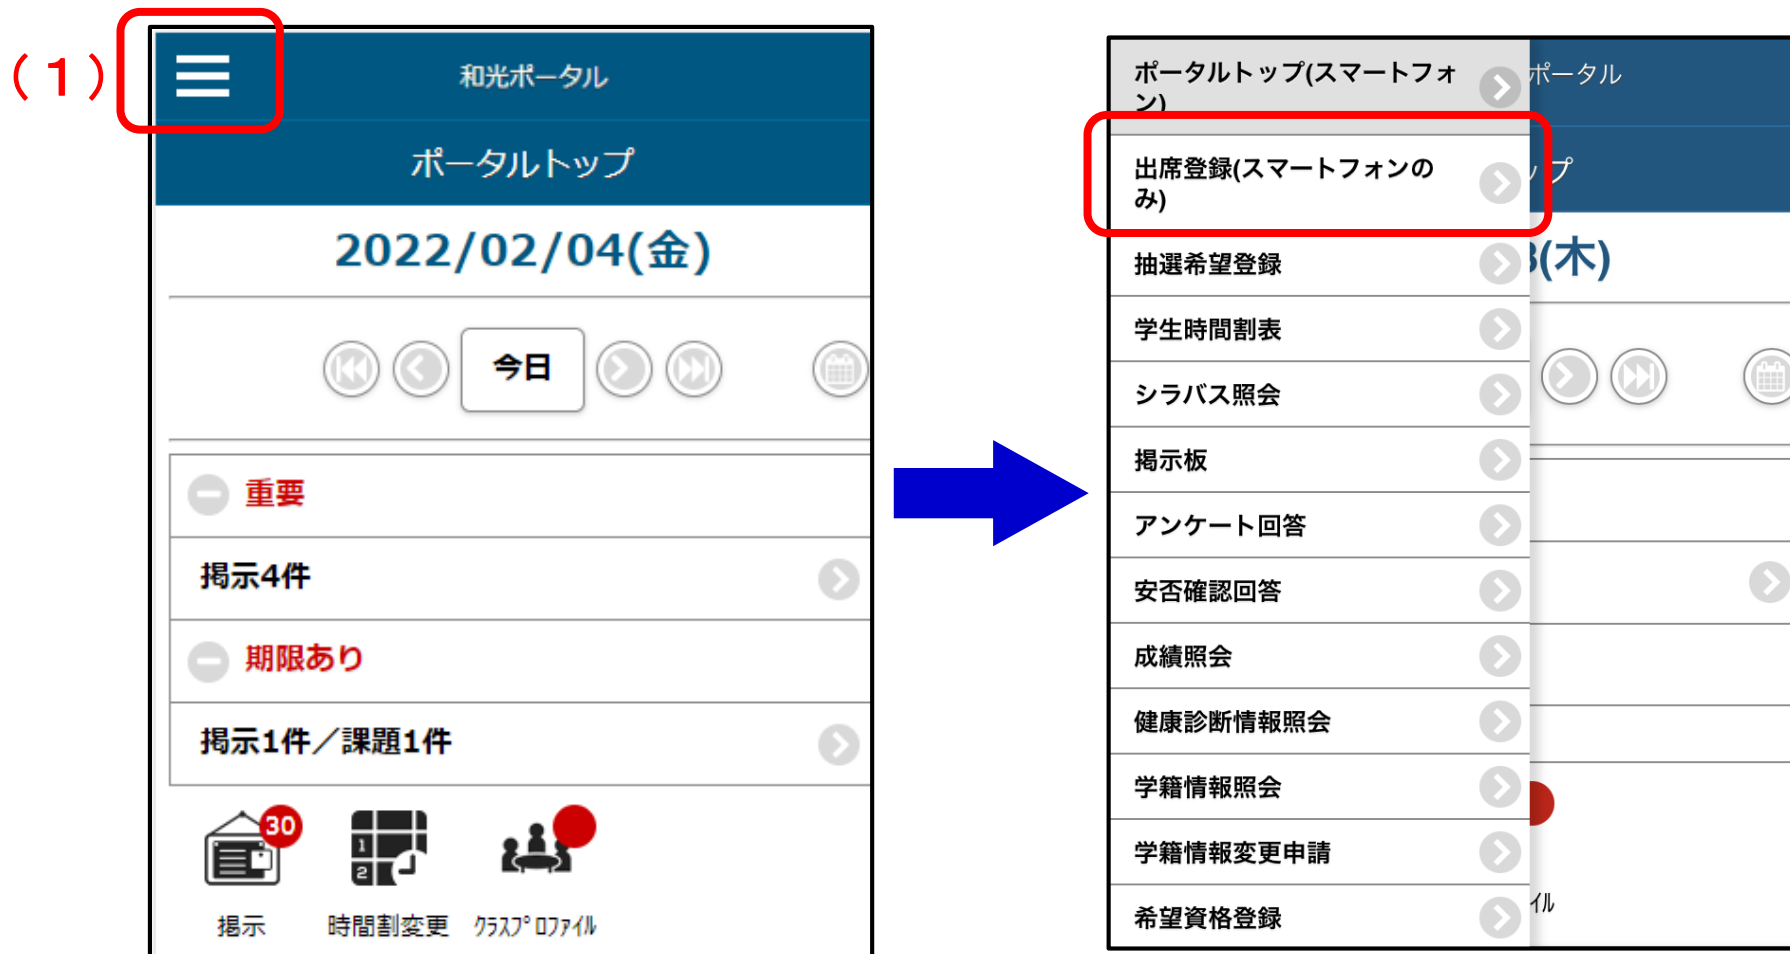 （1）
和光ポータル
ポータルトップ
2022/02/04(金)
今日
重要
掲示4件
期限あり
掲示1件／課題1件
30
1
2
掲示
時間割変更
ｸﾗｽﾌﾟﾛﾌｧｲﾙ
ポータルトップ(スマートフォ
ン)
出席登録(スマートフォンの
み)
抽選希望登録
学生時間割表
シラバス照会
掲示板
アンケート回答
安否確認回答
成績照会
健康診断情報照会
学籍情報照会
学籍情報変更申請
希望資格登録
ポータル
ップ
(木)
ｲﾙ